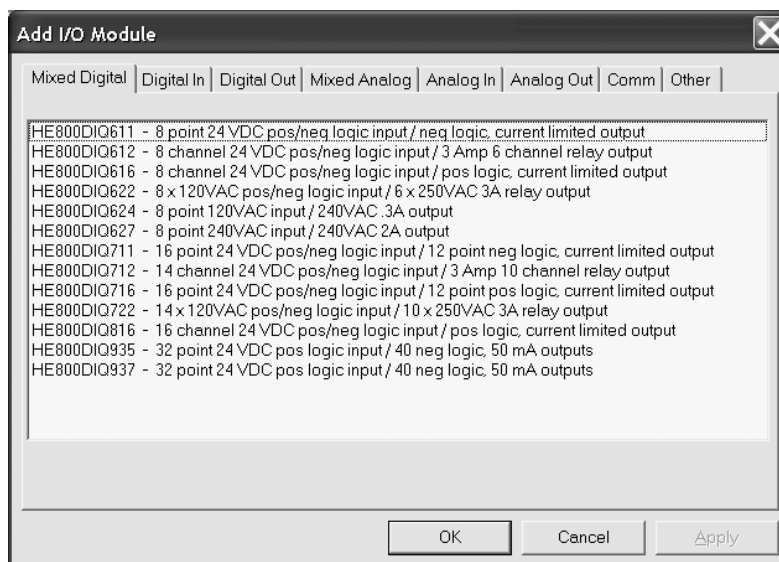 Add I/O Module
Mixed Digital Digital In Digital Out Mixed Analog Analog In Analog Out Comm Other
HE800DIQ611 - 8 point 24 VDC pos/neg logic input / neg logic, current limited output
HE800DIQ612 - 8 channel 24 VDC pos/neg logic input / 3 Amp 6 channel relay output
HE800DIQ616 - 8 channel 24 VDC pos/neg logic input / pos logic, current limited output
HE800DIQ622 - 8 x 120VAC pos/neg logic input / 6 x 250VAC 3A relay output
HE800DIQ624 - 8 point 120VAC input / 240VAC .3A output
HE800DIQ627 - 8 point 240VAC input / 240VAC 2A output
HE800DIQ711 - 16 point 24 VDC pos/neg logic input / 12 point neg logic, current limited output
HE800DIQ712 - 14 channel 24 VDC pos/neg logic input / 3 Amp 10 channel relay output
HE800DIQ716 - 16 point 24 VDC pos/neg logic input / 12 point pos logic, current limited output
HE800DIQ722 - 14 x 120VAC pos/neg logic input / 10 x 250VAC 3A relay output
HE800DIQ816 - 16 channel 24 VDC pos/neg logic input / pos logic, current limited output
HE800DIQ935 - 32 point 24 VDC pos logic input / 40 neg logic, 50 mA outputs
HE800DIQ937 - 32 point 24 VDC pos logic input / 40 neg logic, 50 mA outputs
OK Cancel Apply